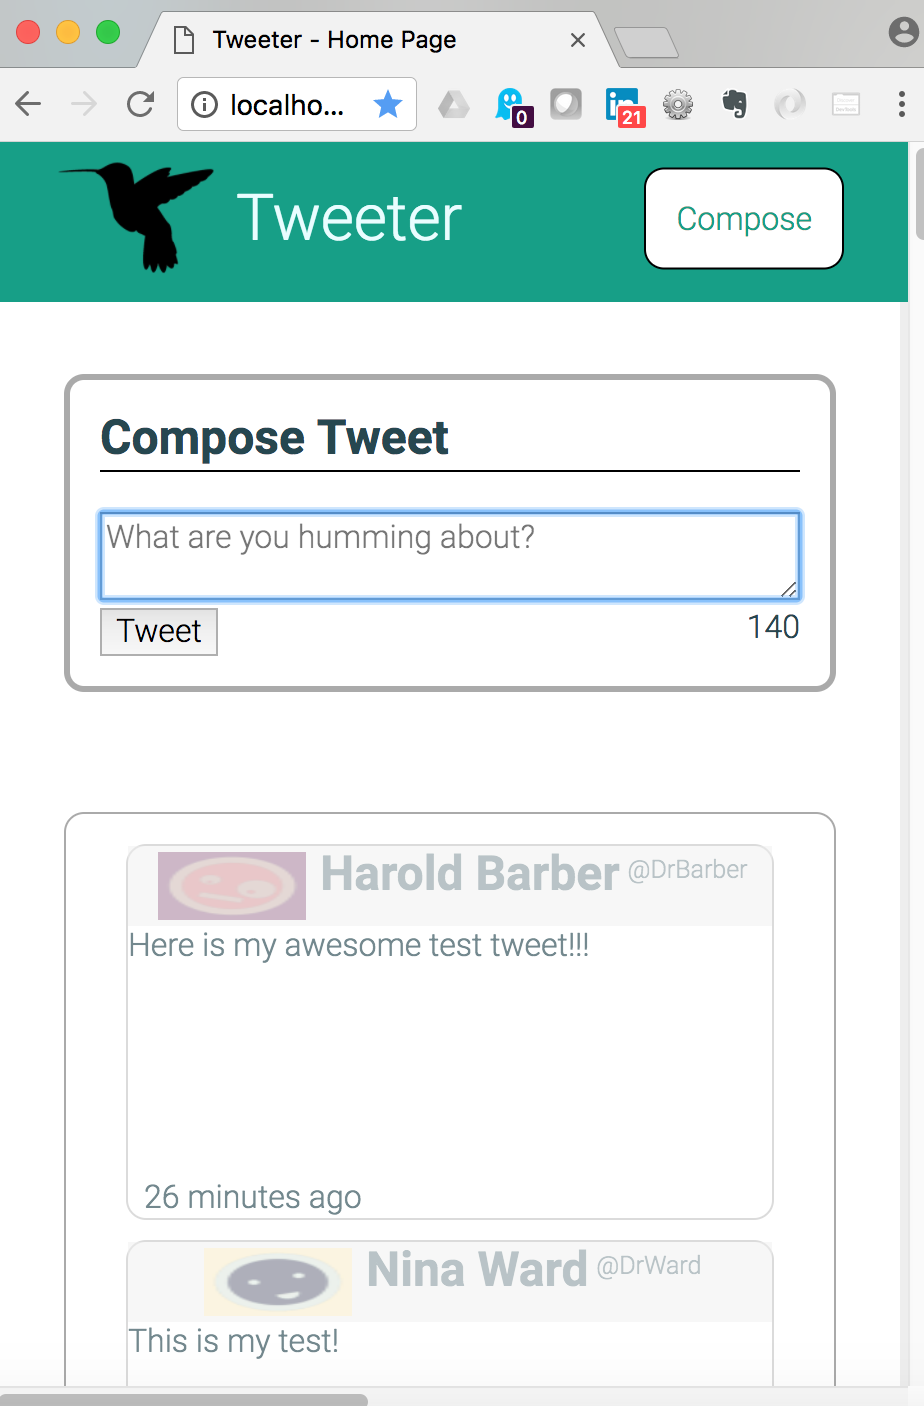 Tweeter - Home Page
localho...
0
21
Tweeter
Compose
Compose Tweet
What are you humming about?
Tweet
140
Harold Barber @DrBarber
Here is my awesome test tweet!!!
26 minutes ago
Nina Ward @DrWard
This is my test!